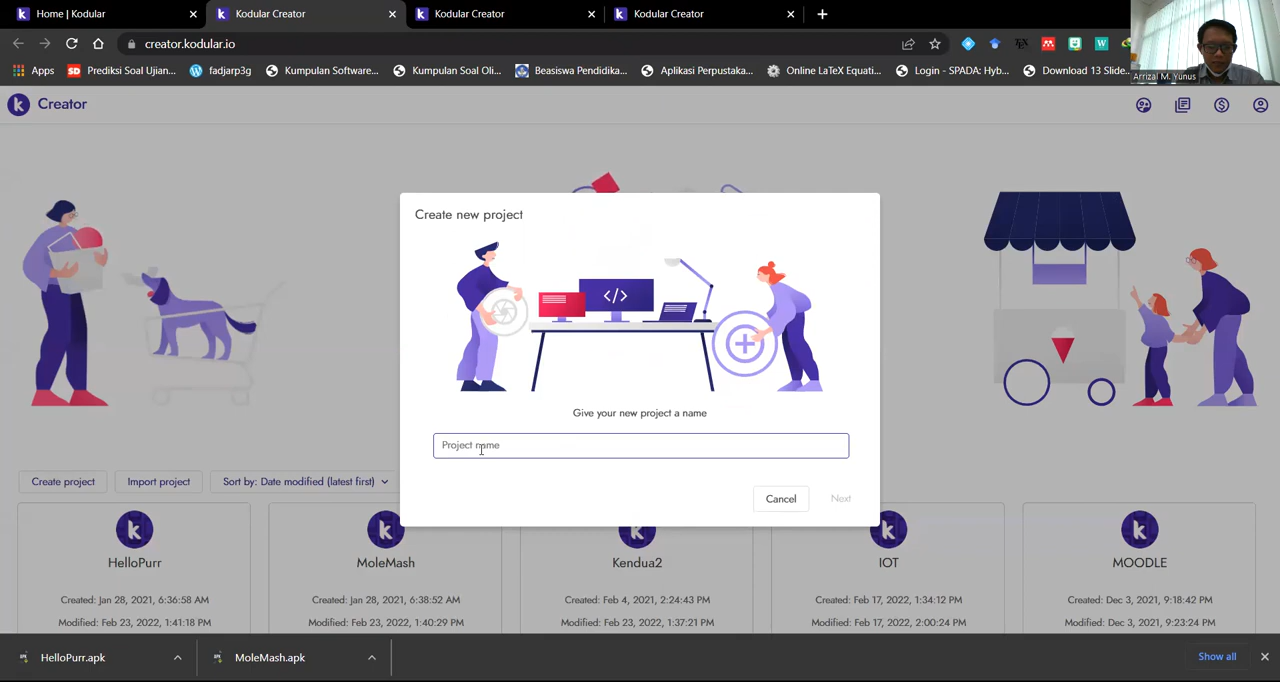 Home | Kodular
Kodular Creator
Kodular Creator
Kodular Creator
creator.kodular.io
Apps
Prediksi Soal Ujian...
fadjarp3g
Kumpulan Software...
Kumpulan Soal Oli...
Beasiswa Pendidika...
Aplikasi Perpustaka...
Online LaTeX Equati...
Login - SPADA: Hyb...
Download 13 Slide...
Arrizal M. Yunus
Creator
Create new project
</>
Give your new project a name
Project name
Cancel
Next
Create project
Import project
Sort by: Date modified (latest first)
HelloPurr
MoleMash
Kendua2
IOT
MOODLE
Created: Jan 28, 2021, 6:36:58 AM
Created: Jan 28, 2021, 6:38:52 AM
Created: Feb 4, 2021, 2:24:43 PM
Created: Feb 17, 2022, 1:34:12 PM
Created: Dec 3, 2021, 9:18:42 PM
Modified: Feb 23, 2022, 1:41:18 PM
Modified: Feb 23, 2022, 1:40:29 PM
Modified: Feb 23, 2022, 1:37:21 PM
Modified: Feb 17, 2022, 2:00:24 PM
Modified: Dec 3, 2021, 9:23:24 PM
HelloPurr.apk
MoleMash.apk
Show all